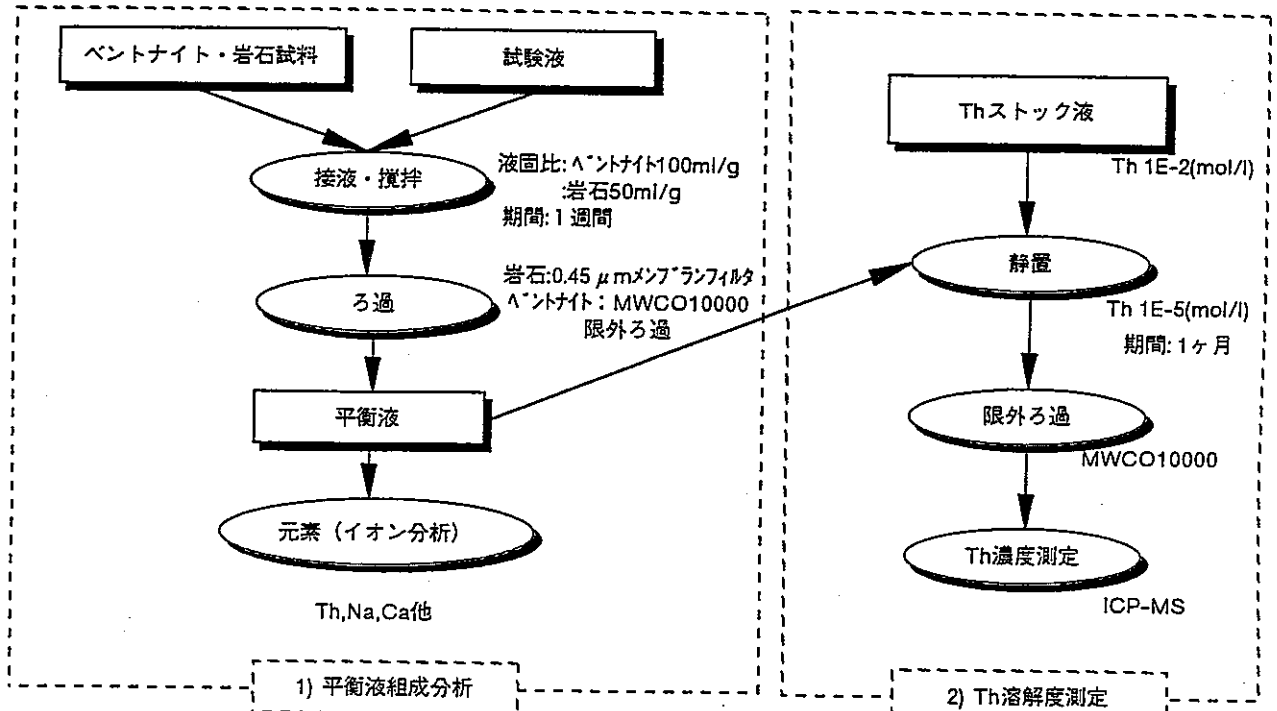 ベントナイト・岩石試料
試験液
接液・攪拌
液固比: ベントナイト100ml/g
:岩石50ml/g
期間: 1 週間
ろ過
岩石:0.45 μmメンブランフィルタ
ベントナイト： MWCO10000
限外ろ過
平衡液
元素（イオン分析）
Th,Na,Ca他
1) 平衡液組成分析
Thストック液
Th 1E-2(mol/l)
静置
Th 1E-5(mol/l)
期間: 1ヶ月
限外ろ過
MWCO10000
Th濃度測定
ICP-MS
2) Th溶解度測定